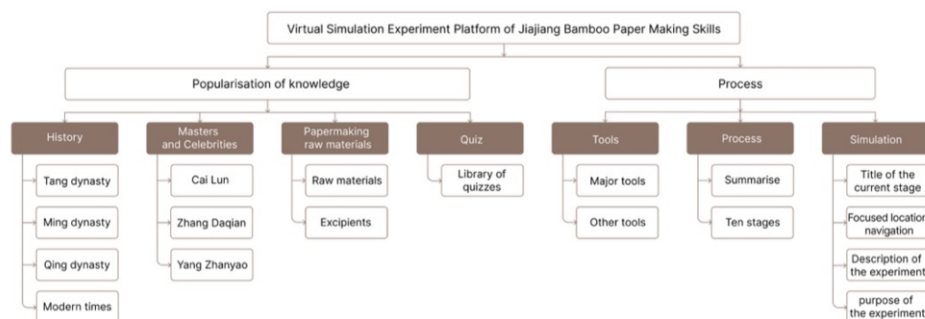 Virtual Simulation Experiment Platform of Jiajiang Bamboo Paper Making Skills
Popularisation of knowledge
Process
History
Masters
and Celebrities
Papermaking
raw materials
Quiz
Tools
Process
Simulation
Tang dynasty
Ming dynasty
Qing dynasty
Modern times
Cai Lun
Zhang Daqian
Yang Zhanyao
Raw materials
Excipients
Library of
quizzes
Major tools
Other tools
Summarise
Ten stages
Title of the
current stage
Focused location
navigation
Description of
the experiment
purpose of
the experiment